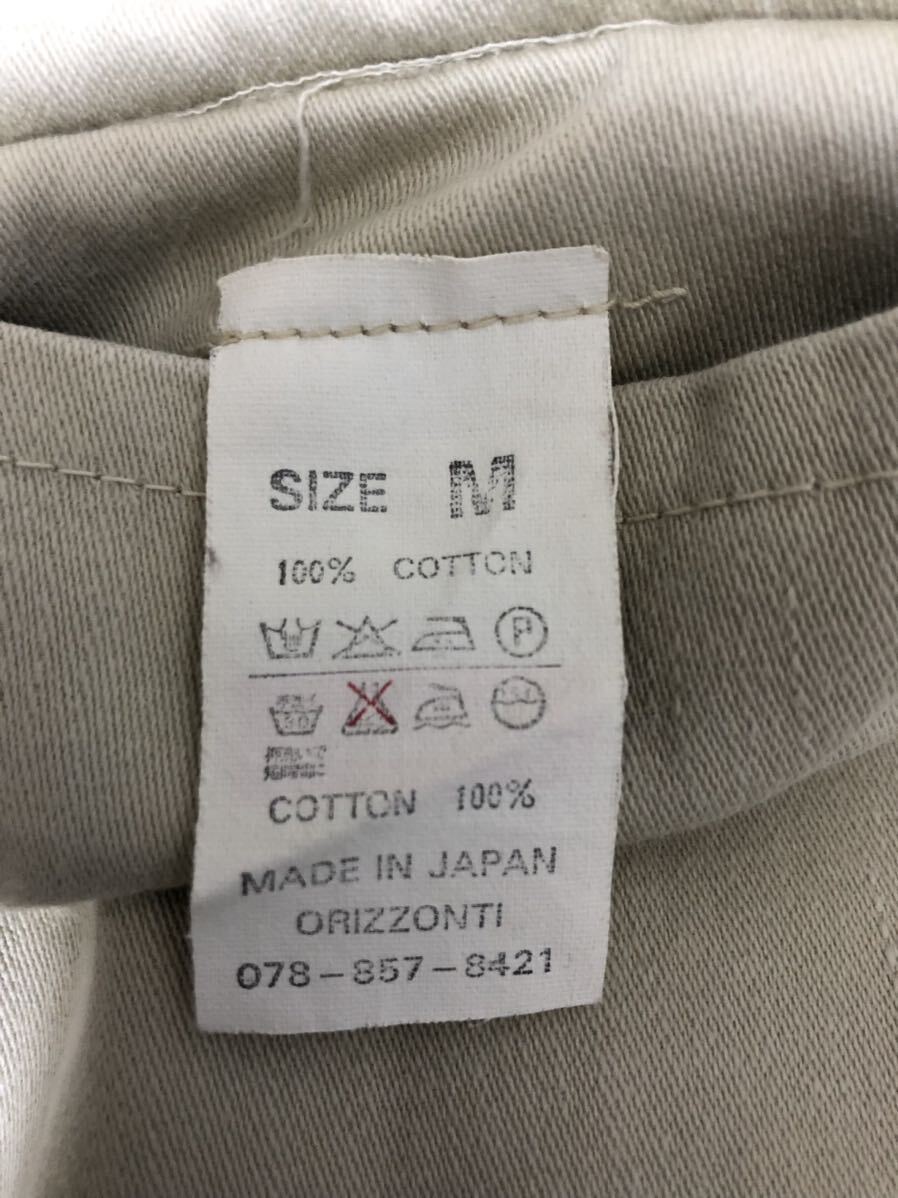 SIZE M
100% COTTON
P
COTTON 100%
MADE IN JAPAN
ORIZZONTI
078-857-8421